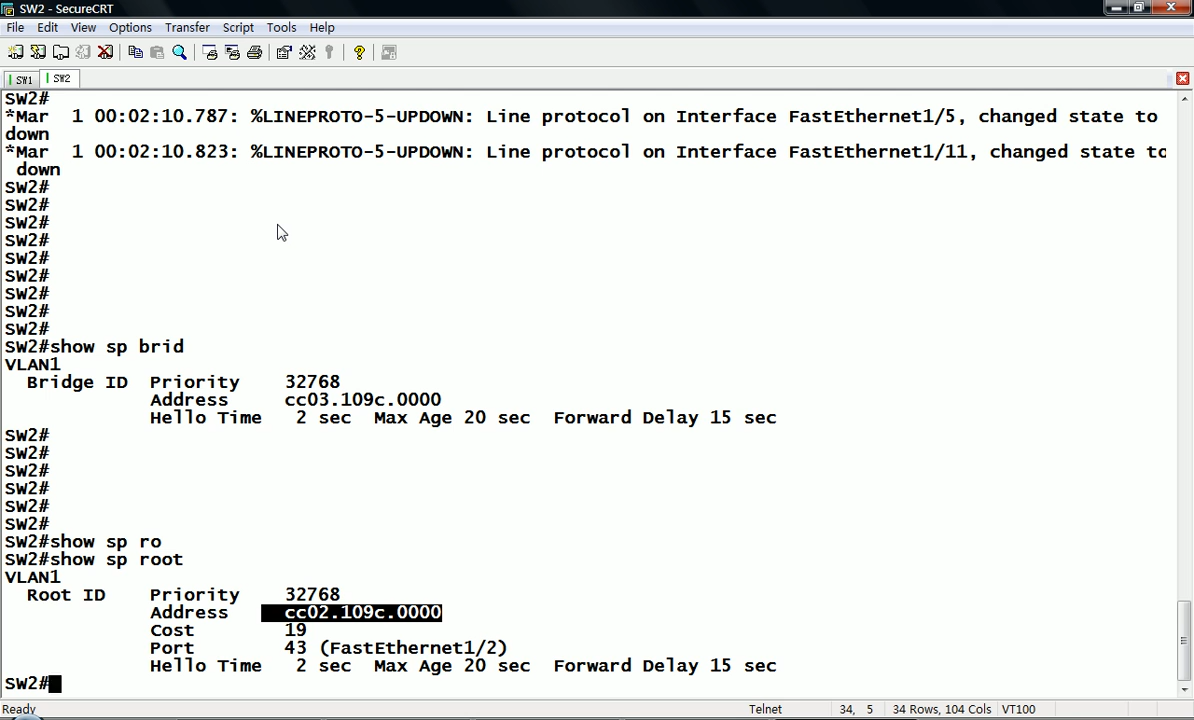 SW2 - SecureCRT
File Edit View Options Transfer Script Tools Help
SW1 SW2
SW2#
*Mar  1 00:02:10.787: %LINEPROTO-5-UPDOWN: Line protocol on Interface FastEthernet1/5, changed state to
down
*Mar  1 00:02:10.823: %LINEPROTO-5-UPDOWN: Line protocol on Interface FastEthernet1/11, changed state to
 down
SW2#
SW2#
SW2#
SW2#
SW2#
SW2#
SW2#
SW2#
SW2#
SW2#show sp brid
VLAN1
  Bridge ID  Priority    32768
             Address     cc03.109c.0000
             Hello Time   2 sec  Max Age 20 sec  Forward Delay 15 sec
SW2#
SW2#
SW2#
SW2#
SW2#
SW2#
SW2#show sp ro
SW2#show sp root
VLAN1
  Root ID    Priority    32768
             Address     cc02.109c.0000
             Cost        19
             Port        43 (FastEthernet1/2)
             Hello Time   2 sec  Max Age 20 sec  Forward Delay 15 sec
SW2#
Ready Telnet 34, 5 34 Rows, 104 Cols VT100